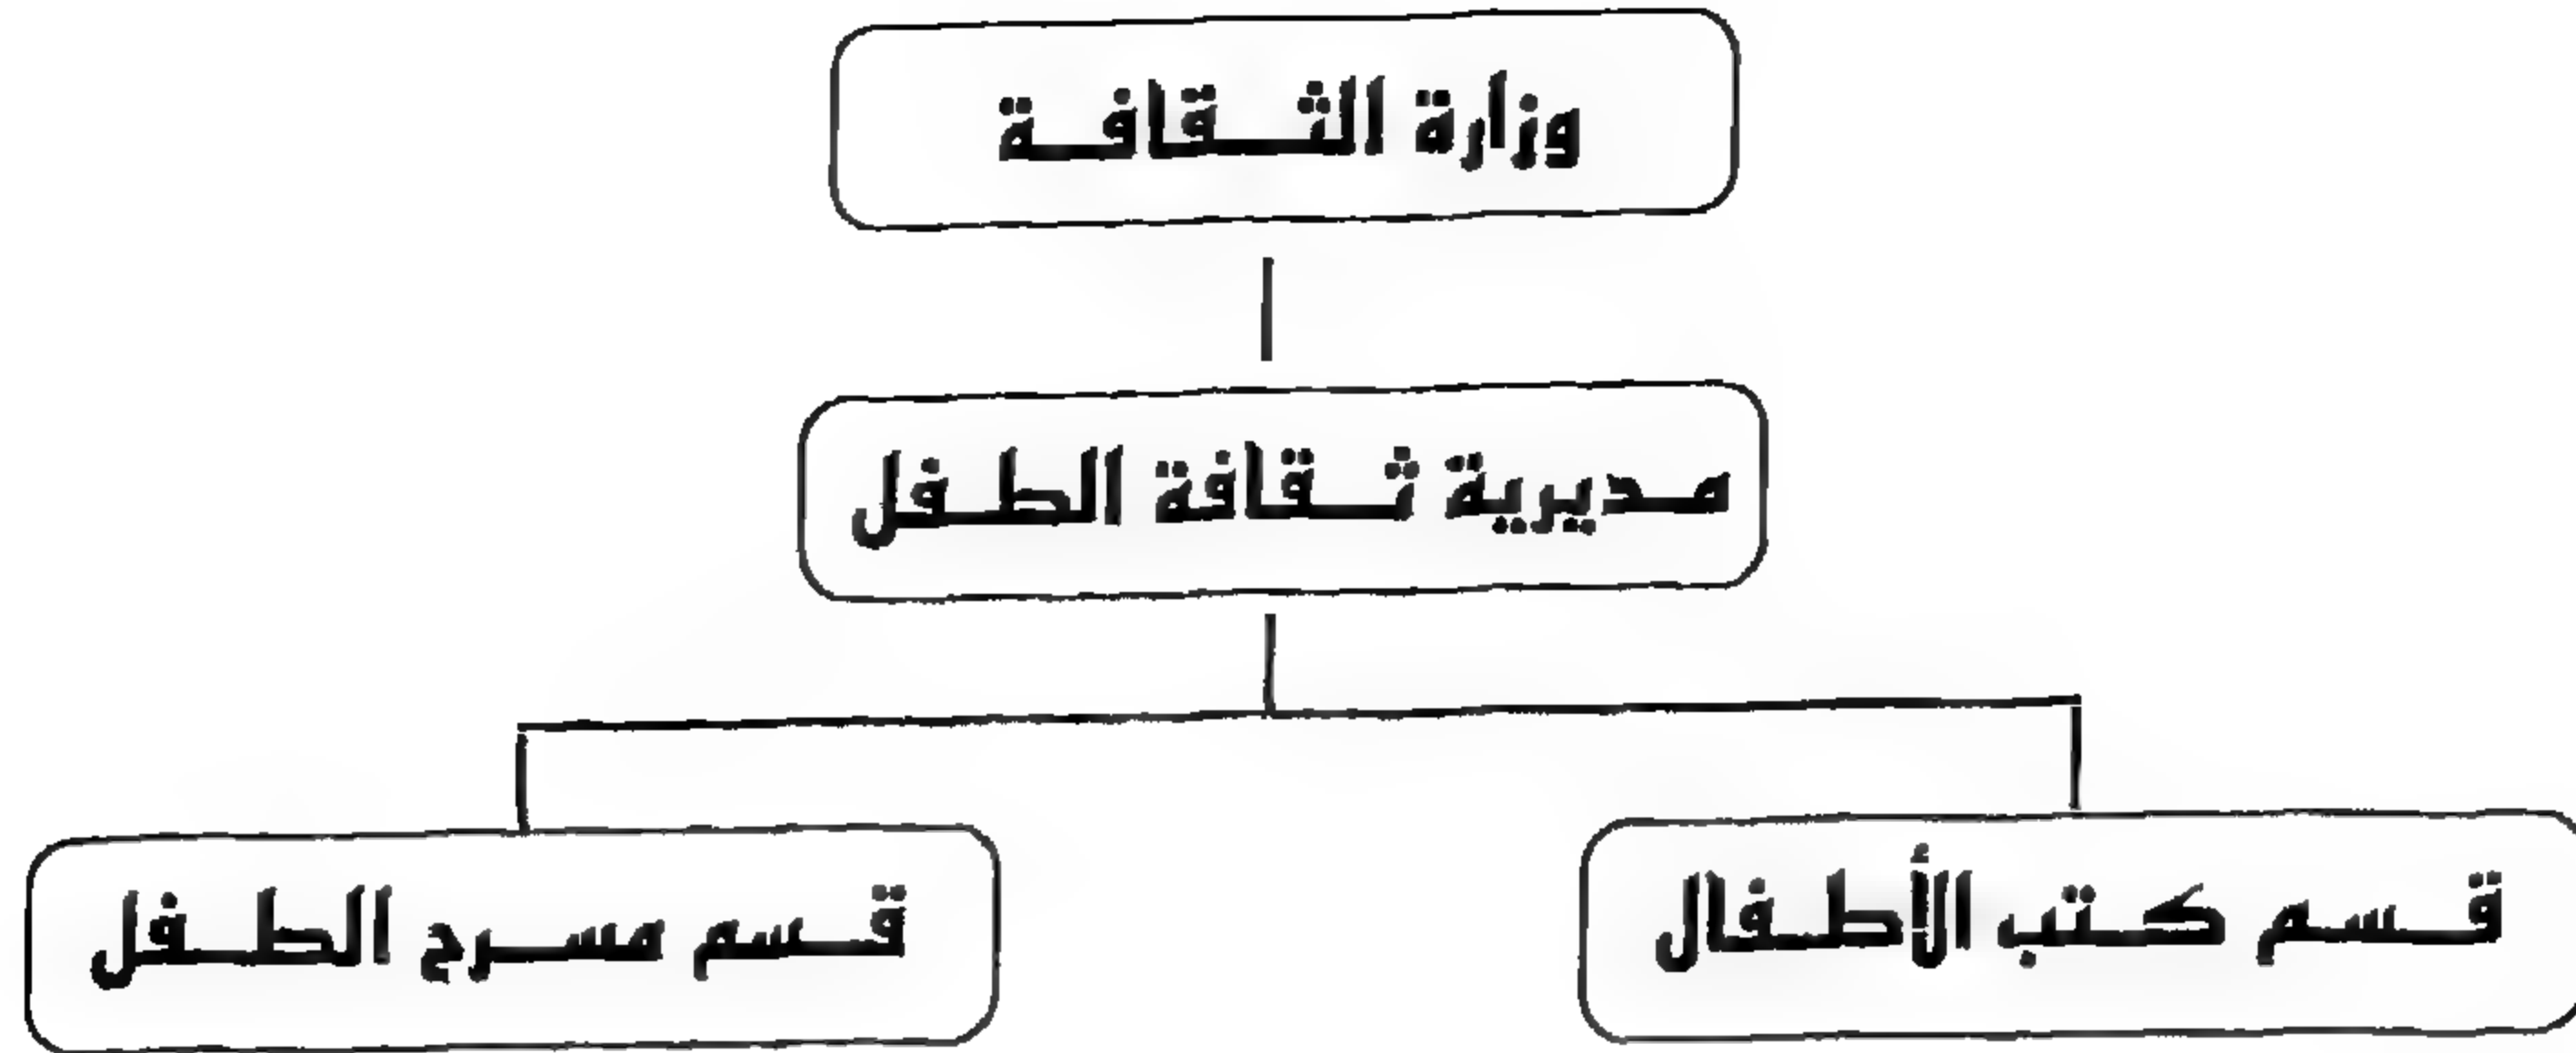 وزارة الثقافة
مديرية ثقافة الطفل
قسم كتب الأطفال
قسم مسرح الطفل